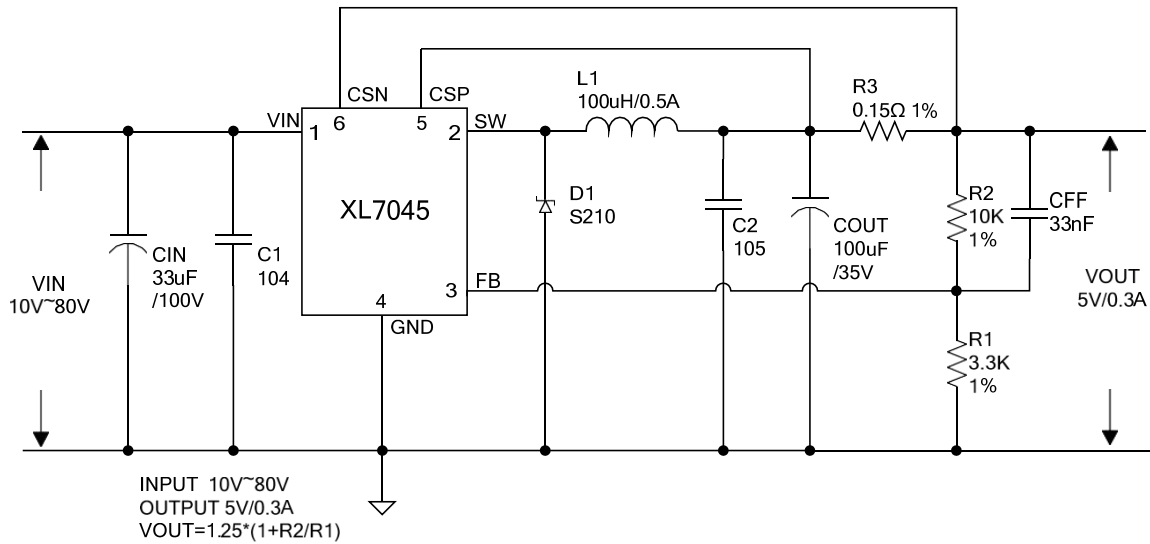 CSN
CSP
VIN
1
6
5
2
SW
L1
100uH/0.5A
R3
0.15Ω 1%
XL7045
D1
S210
C2
105
COUT
100uF
/35V
R2
10K
1%
CFF
33nF
CIN
33uF
/100V
C1
104
VIN
10V~80V
VOUT
5V/0.3A
3
FB
4
GND
R1
3.3K
1%
INPUT 10V~80V
OUTPUT 5V/0.3A
VOUT=1.25*(1+R2/R1)